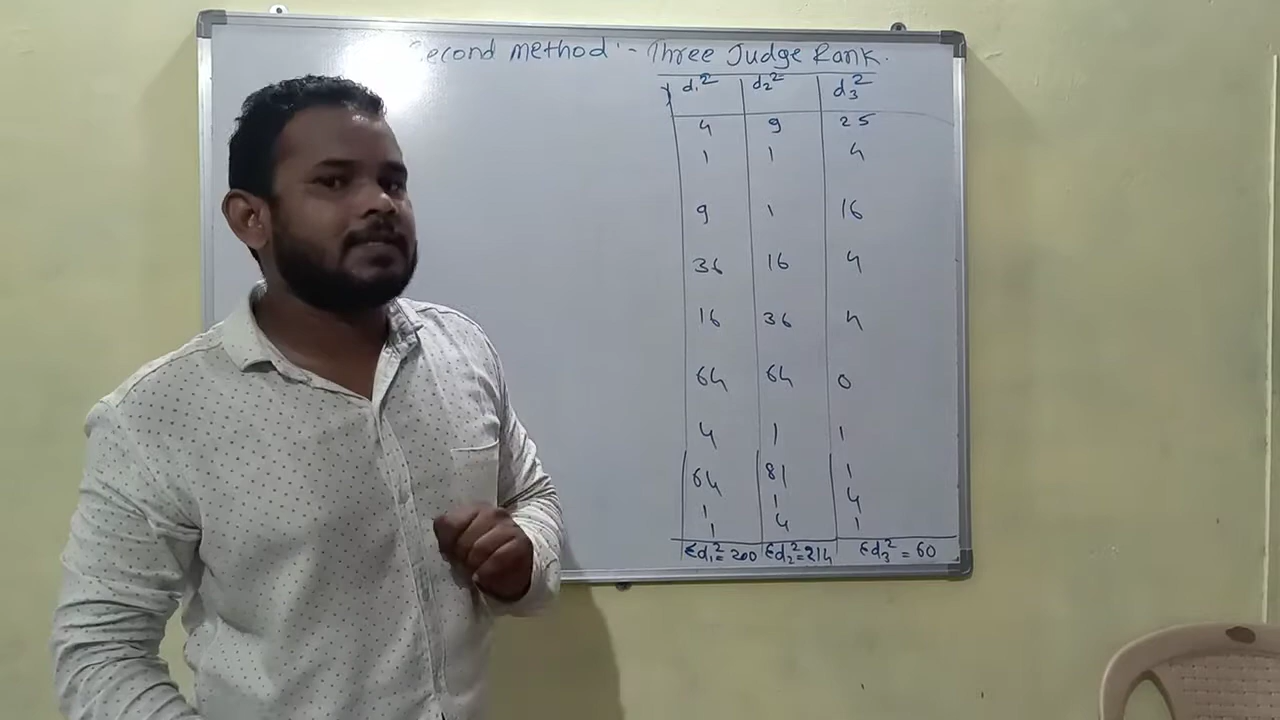 econd method :- Three Judge Rank.
d₁² d₂² d₃²
4 9 25
1 1 4
9 1 16
36 16 4
16 36 4
64 64 0
4 1 1
64 81 1
1 1 4
1 4 1
Σd₁²=200 Σd₂²=214 Σd₃²=60